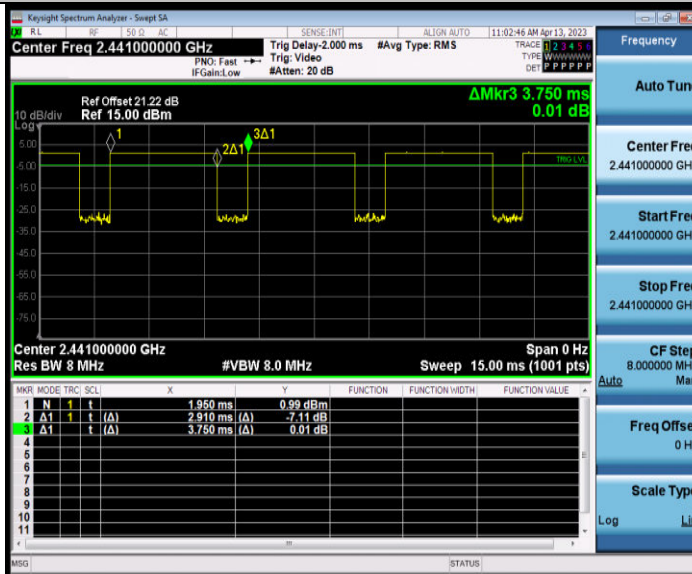 Keysight Spectrum Analyzer - Swept SA
RL RF 50 Ω AC SENSE:INT ALIGN AUTO 11:02:46 AM Apr 13, 2023
Center Freq 2.441000000 GHz
PNO: Fast
IFGain:Low
Trig Delay-2.000 ms
Trig: Video
#Atten: 20 dB
#Avg Type: RMS
TRACE 1 2 3 4 5 6
TYPE WWWWWW
DET P P P P P P
Frequency
Auto Tun
Center Fre
2.441000000 GH
Start Fre
2.441000000 GH
Stop Fre
2.441000000 GH
CF Step
8.000000 MH
Auto Ma
Freq Offse
0 H
Scale Type
Log Li
ΔMkr3 3.750 ms
0.01 dB
Ref Offset 21.22 dB
10 dB/div Ref 15.00 dBm
Log
5.00
-5.00
-15.0
-25.0
-35.0
-45.0
-55.0
-65.0
-75.0
1
2Δ1
3Δ1
TRIG LVL
Center 2.441000000 GHz Span 0 Hz
Res BW 8 MHz #VBW 8.0 MHz Sweep 15.00 ms (1001 pts)
MKR MODE TRC SCL X Y FUNCTION FUNCTION WIDTH FUNCTION VALUE
1 N 1 t 1.950 ms 0.99 dBm
2 Δ1 1 t (Δ) 2.910 ms (Δ) -7.11 dB
3 Δ1 t (Δ) 3.750 ms (Δ) 0.01 dB
4
5
6
7
8
9
10
11
MSG STATUS